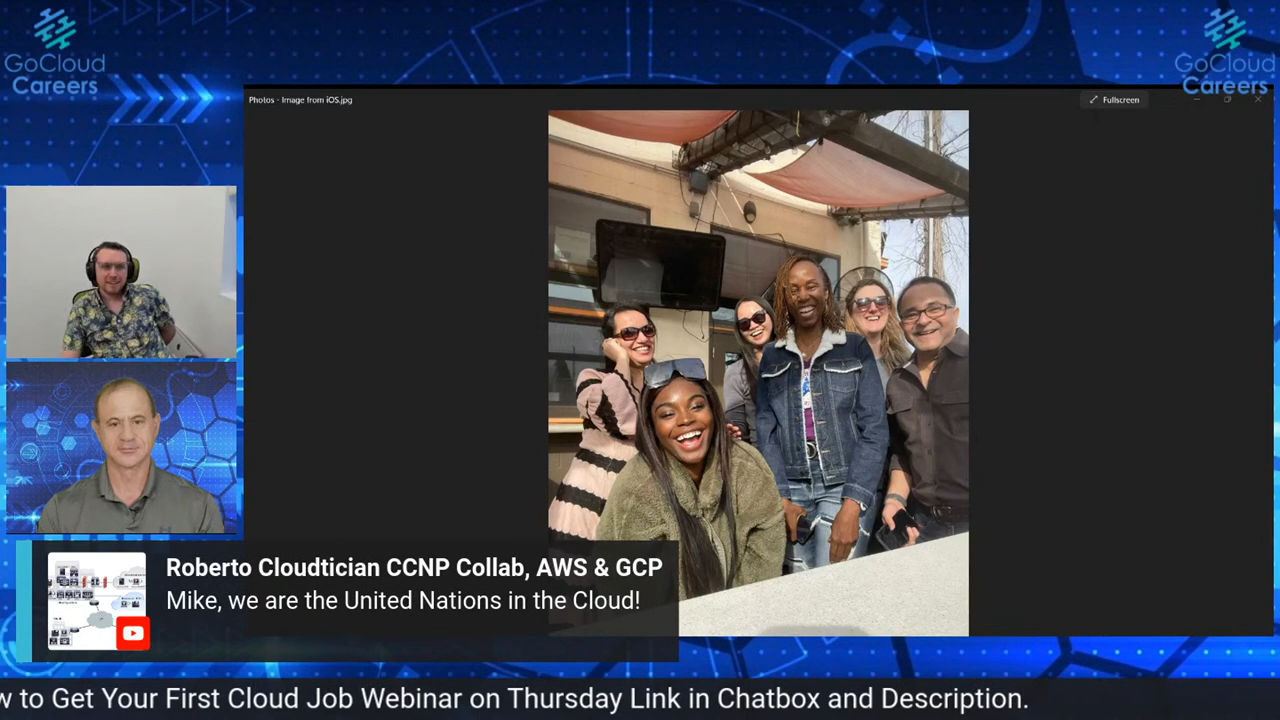 GoCloud
Careers
GoCloud
Careers
Photos - Image from iOS.jpg
Fullscreen
Roberto Cloudtician CCNP Collab, AWS & GCP
Mike, we are the United Nations in the Cloud!
w to Get Your First Cloud Job Webinar on Thursday Link in Chatbox and Description.